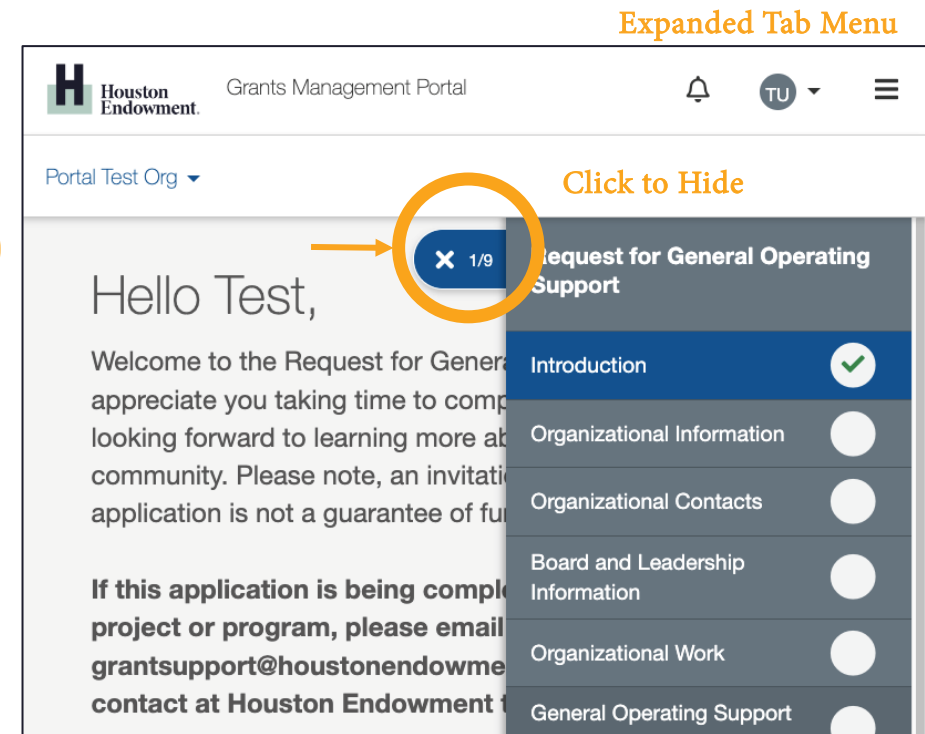 Expanded Tab Menu
Houston
Endowment.
Grants Management Portal
TU
Portal Test Org
Click to Hide
1/9
Request for General Operating
Support
Hello Test,
Welcome to the Request for Genera
appreciate you taking time to comp
looking forward to learning more ab
community. Please note, an invitati
application is not a guarantee of fu
If this application is being comple
project or program, please email
grantsupport@houstonendowme
contact at Houston Endowment t
Introduction
Organizational Information
Organizational Contacts
Board and Leadership
Information
Organizational Work
General Operating Support